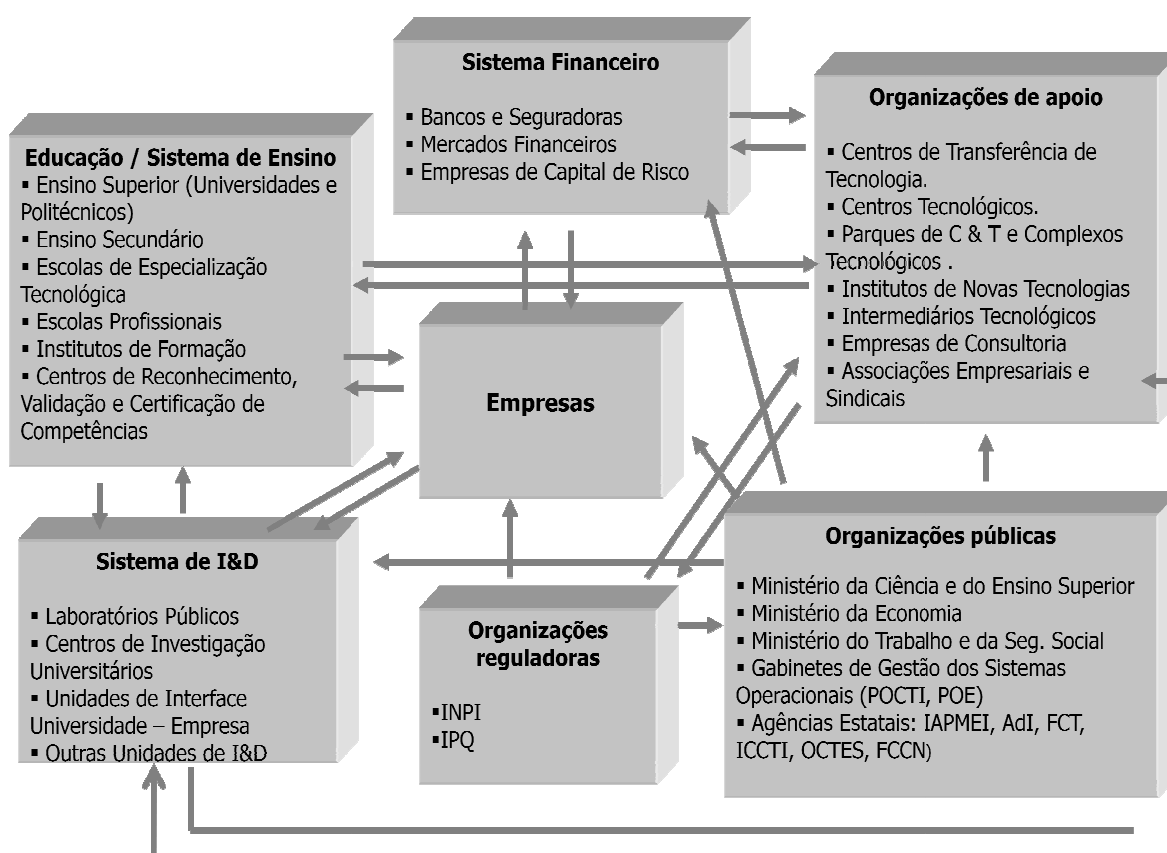 Sistema Financeiro
▪ Bancos e Seguradoras
▪ Mercados Financeiros
▪ Empresas de Capital de Risco
Organizações de apoio
▪ Centros de Transferência de
Tecnologia.
▪ Centros Tecnológicos.
▪ Parques de C & T e Complexos
Tecnológicos .
▪ Institutos de Novas Tecnologias
▪ Intermediários Tecnológicos
▪ Empresas de Consultoria
▪ Associações Empresariais e
Sindicais
Educação / Sistema de Ensino
▪ Ensino Superior (Universidades e
Politécnicos)
▪ Ensino Secundário
▪ Escolas de Especialização
Tecnológica
▪ Escolas Profissionais
▪ Institutos de Formação
▪ Centros de Reconhecimento,
Validação e Certificação de
Competências
Empresas
Sistema de I&D
▪ Laboratórios Públicos
▪ Centros de Investigação
Universitários
▪ Unidades de Interface
Universidade – Empresa
▪ Outras Unidades de I&D
Organizações
reguladoras
▪INPI
▪IPQ
Organizações públicas
▪ Ministério da Ciência e do Ensino Superior
▪ Ministério da Economia
▪ Ministério do Trabalho e da Seg. Social
▪ Gabinetes de Gestão dos Sistemas
Operacionais (POCTI, POE)
▪ Agências Estatais: IAPMEI, AdI, FCT,
ICCTI, OCTES, FCCN)